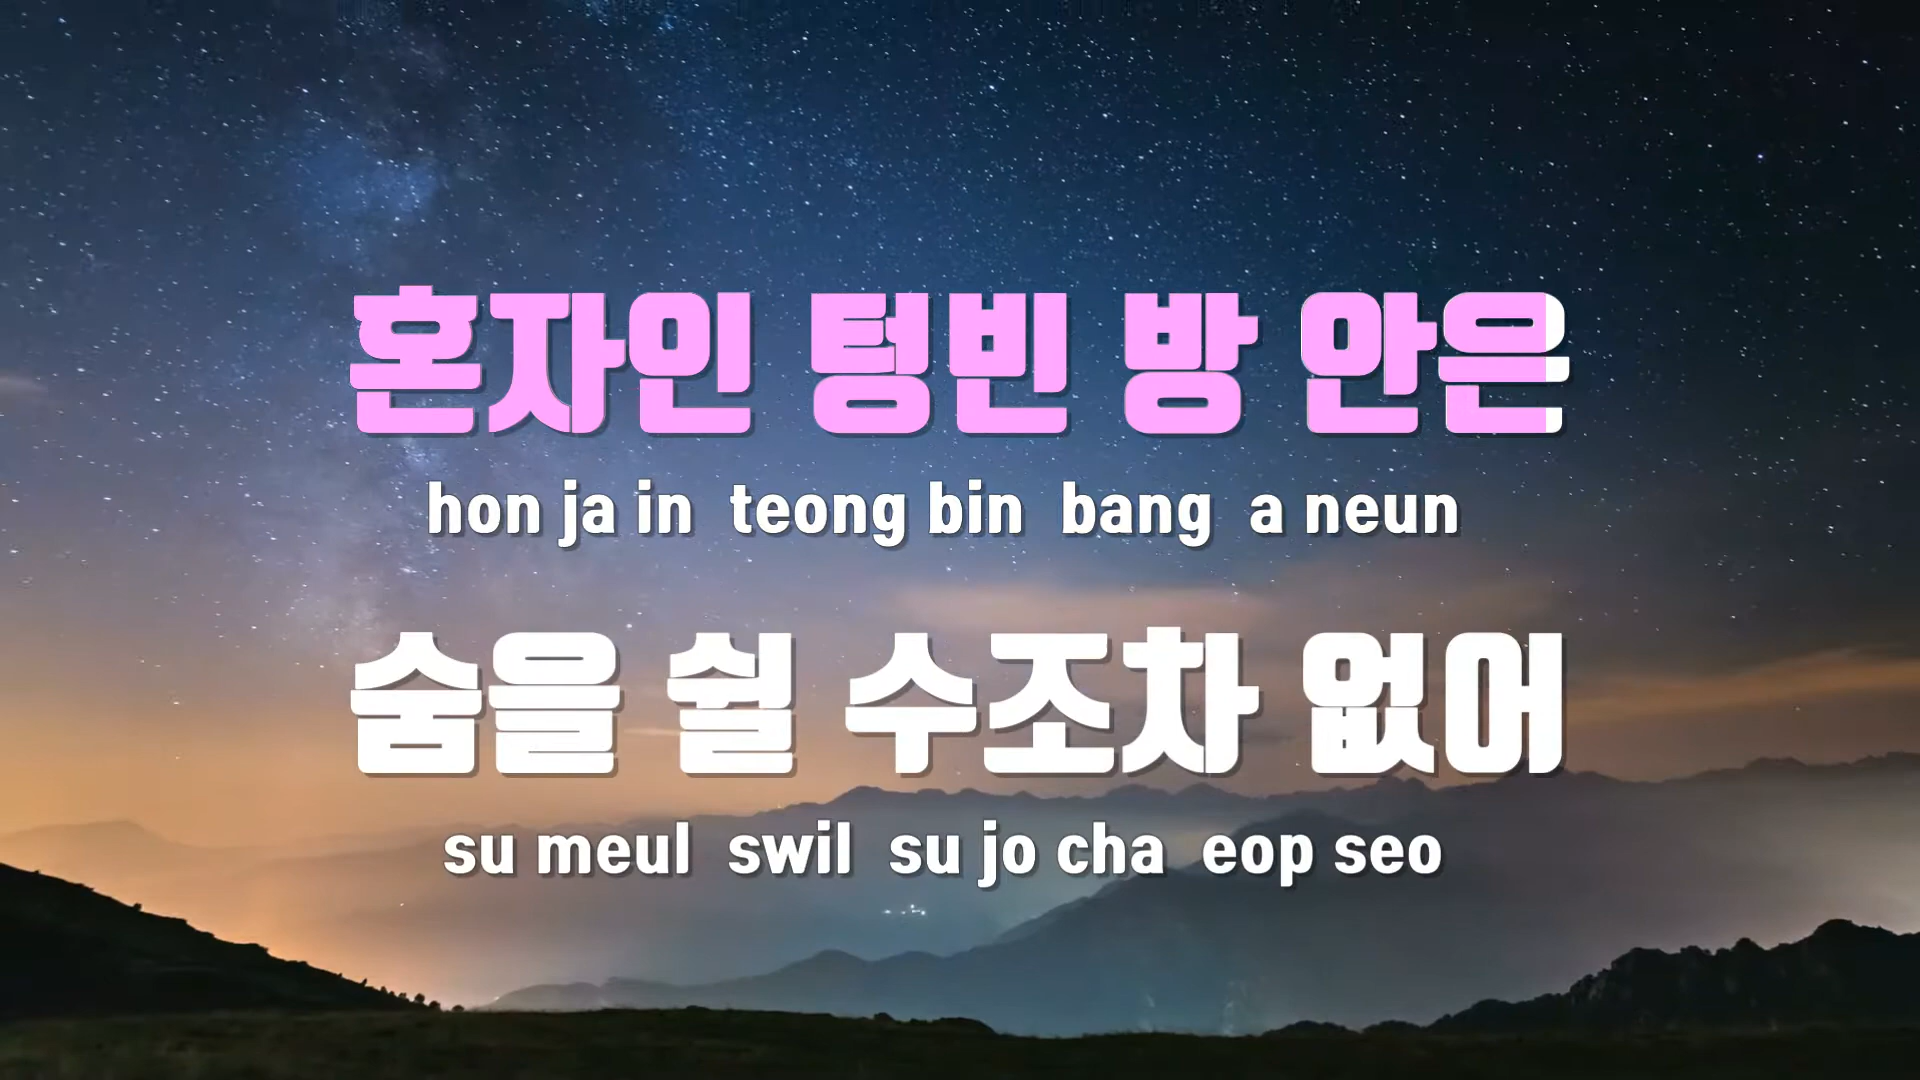 혼자인 텅빈 방 안은
hon ja in teong bin bang a neun
숨을 쉴 수조차 없어
su meul swil su jo cha eop seo